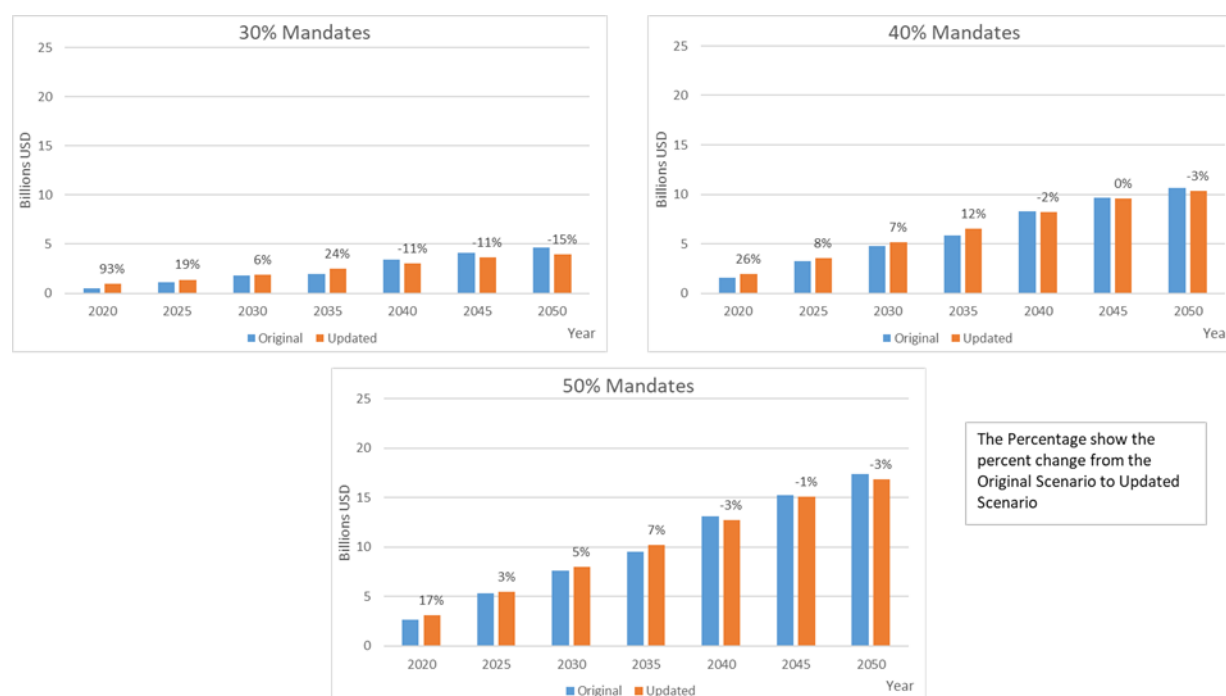 30% Mandates
25
20
15
10
5
0
Billions USD
93% 19% 6% 24% -11% -11% -15%
2020 2025 2030 2035 2040 2045 2050
Original Updated
Year
40% Mandates
25
20
15
10
5
0
Billions USD
26% 8% 7% 12% -2% 0% -3%
2020 2025 2030 2035 2040 2045 2050
Original Updated
Year
50% Mandates
25
20
15
10
5
0
Billions USD
17% 3% 5% 7% -3% -1% -3%
2020 2025 2030 2035 2040 2045 2050
Original Updated
Year
The Percentage show the
percent change from the
Original Scenario to Updated
Scenario